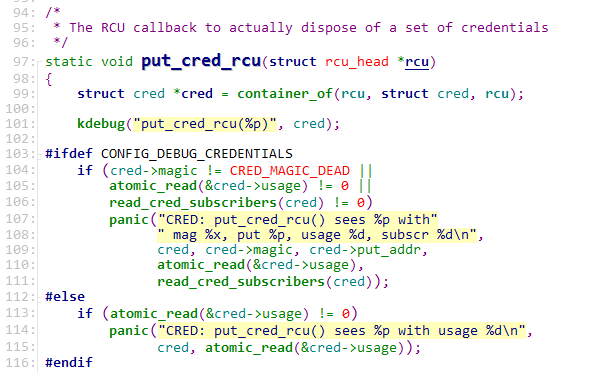 94: /*
95:  * The RCU callback to actually dispose of a set of credentials
96:  */
97: static void put_cred_rcu(struct rcu_head *rcu)
98: {
99:     struct cred *cred = container_of(rcu, struct cred, rcu);
100:
101:     kdebug("put_cred_rcu(%p)", cred);
102:
103: #ifdef CONFIG_DEBUG_CREDENTIALS
104:     if (cred->magic != CRED_MAGIC_DEAD ||
105:         atomic_read(&cred->usage) != 0 ||
106:         read_cred_subscribers(cred) != 0)
107:         panic("CRED: put_cred_rcu() sees %p with"
108:               " mag %x, put %p, usage %d, subscr %d\n",
109:               cred, cred->magic, cred->put_addr,
110:               atomic_read(&cred->usage),
111:               read_cred_subscribers(cred));
112: #else
113:     if (atomic_read(&cred->usage) != 0)
114:         panic("CRED: put_cred_rcu() sees %p with usage %d\n",
115:               cred, atomic_read(&cred->usage));
116: #endif